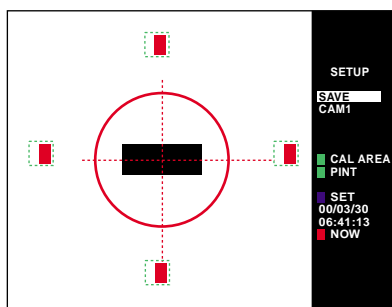 SETUP
SAVE
CAM1
CAL AREA
PINT
SET
00/03/30
06:41:13
NOW